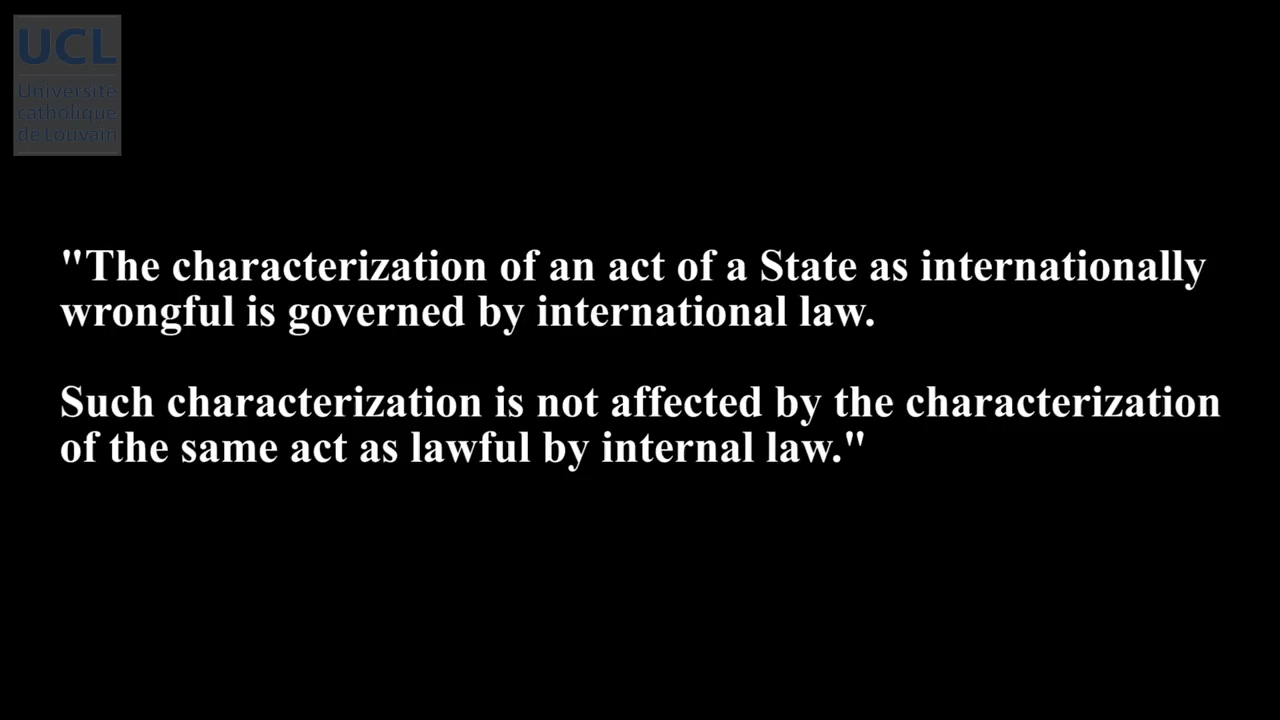 UCL
Université
catholique
de Louvain
"The characterization of an act of a State as internationally
wrongful is governed by international law.
Such characterization is not affected by the characterization
of the same act as lawful by internal law."